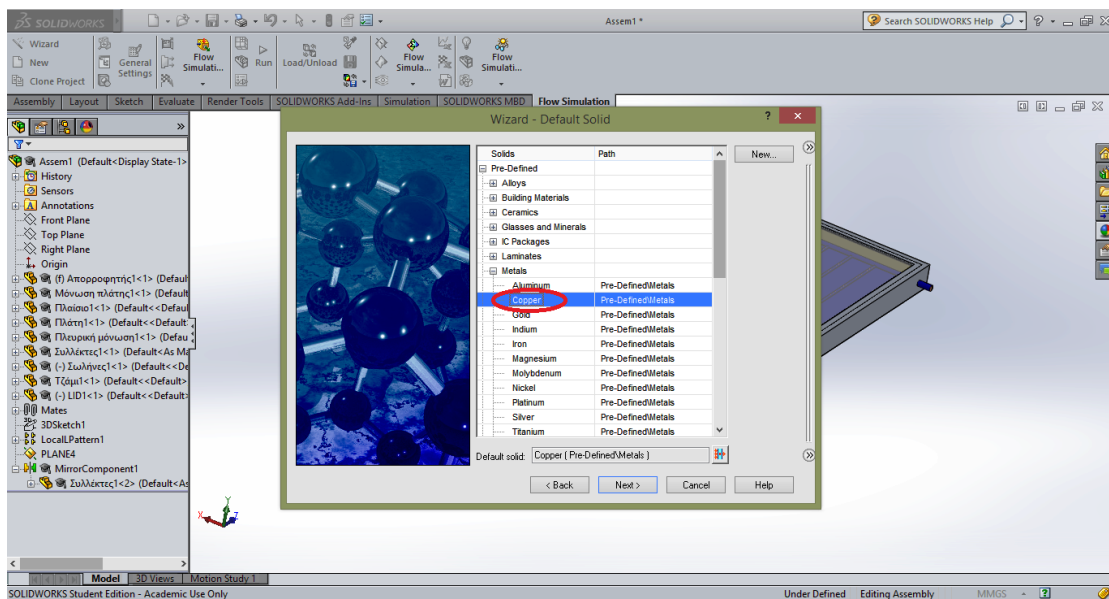 SOLIDWORKS
Assem1 *
Search SOLIDWORKS Help
Wizard
New
Clone Project
General Settings
Flow Simulati...
Run
Load/Unload
Flow Simula...
Flow Simulati...
Assembly Layout Sketch Evaluate Render Tools SOLIDWORKS Add-Ins Simulation SOLIDWORKS MBD Flow Simulation
Assem1 (Default<Display State-1>
History
Sensors
Annotations
Front Plane
Top Plane
Right Plane
Origin
(f) Απορροφητής1<1> (Defaul
Μόνωση πλάτης1<1> (Default
Πλαίσιο1<1> (Default<<Defaul
Πλάτη1<1> (Default<<Default
Πλευρική μόνωση1<1> (Defau
Συλλέκτες1<1> (Default<As Ma
(-) Σωλήνες1<1> (Default<<De
Τζάμι1<1> (Default<<Default>
(-) LID1<1> (Default<<Default>
Mates
3DSketch1
LocalLPattern1
PLANE4
MirrorComponent1
Συλλέκτες1<2> (Default<As
Wizard - Default Solid
? ×
Solids Path
New...
Pre-Defined
Alloys
Building Materials
Ceramics
Glasses and Minerals
IC Packages
Laminates
Metals
Aluminum Pre-Defined\Metals
Copper Pre-Defined\Metals
Gold Pre-Defined\Metals
Indium Pre-Defined\Metals
Iron Pre-Defined\Metals
Magnesium Pre-Defined\Metals
Molybdenum Pre-Defined\Metals
Nickel Pre-Defined\Metals
Platinum Pre-Defined\Metals
Silver Pre-Defined\Metals
Titanium Pre-Defined\Metals
Default solid: Copper ( Pre-Defined\Metals )
< Back Next > Cancel Help
Y
X Z
Model 3D Views Motion Study 1
SOLIDWORKS Student Edition - Academic Use Only
Under Defined Editing Assembly MMGS